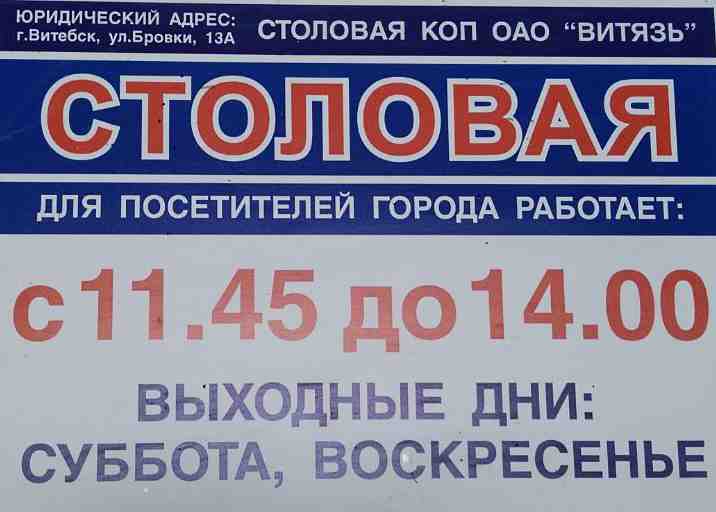 ЮРИДИЧЕСКИЙ АДРЕС:
г.Витебск, ул.Бровки, 13А
СТОЛОВАЯ КОП ОАО "ВИТЯЗЬ"
СТОЛОВАЯ
ДЛЯ ПОСЕТИТЕЛЕЙ ГОРОДА РАБОТАЕТ:
с 11.45 до 14.00
ВЫХОДНЫЕ ДНИ:
СУББОТА, ВОСКРЕСЕНЬЕ